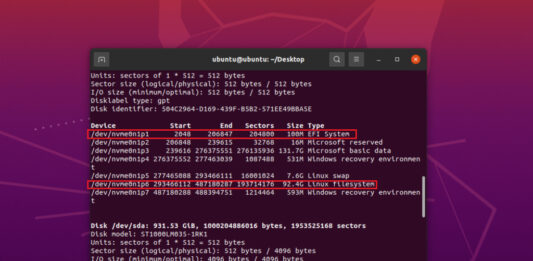 ubuntu@ubuntu: ~/Desktop
Units: sectors of 1 * 512 = 512 bytes
Sector size (logical/physical): 512 bytes / 512 bytes
I/O size (minimum/optimal): 512 bytes / 512 bytes
Disklabel type: gpt
Disk identifier: 504C2964-D169-439F-B5B2-571EE49BBA5E
Device Start End Sectors Size Type
/dev/nvme0n1p1 2048 206847 204800 100M EFI System
/dev/nvme0n1p2 206848 239615 32768 16M Microsoft reserved
/dev/nvme0n1p3 239616 276375551 276135936 131.7G Microsoft basic data
/dev/nvme0n1p4 276375552 277463039 1087488 531M Windows recovery environmen
t
/dev/nvme0n1p5 277465088 293466111 16001024 7.6G Linux swap
/dev/nvme0n1p6 293466112 487180287 193714176 92.4G Linux filesystem
/dev/nvme0n1p7 487180288 488394751 1214464 593M Windows recovery environmen
t
Disk /dev/sda: 931.53 GiB, 1000204886016 bytes, 1953525168 sectors
Disk model: ST1000LM035-1RK1
Units: sectors of 1 * 512 = 512 bytes
Sector size (logical/physical): 512 bytes / 4096 bytes
I/O size (minimum/optimal): 4096 bytes / 4096 bytes